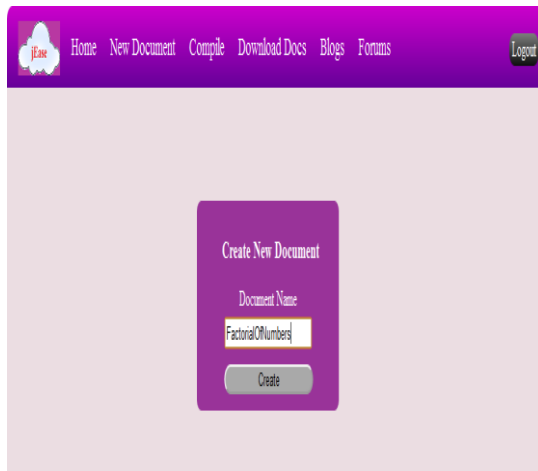 jEase
Home New Document Compile Download Docs Blogs Forums
Logout
Create New Document
Document Name
FactorialOfNumbers
Create